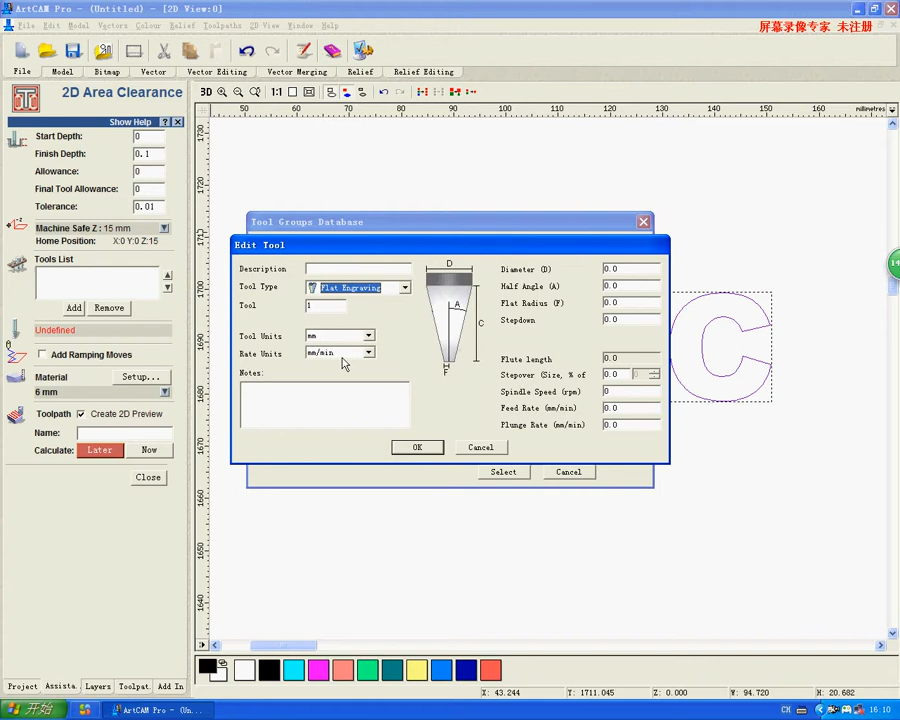 ArtCAM Pro - (Untitled) - [2D View:0]
File Edit Model Vectors Colour Relief Toolpaths 2D View Window Help
屏幕录像专家 未注册
File Model Bitmap Vector Vector Editing Vector Merging Relief Relief Editing
2D Area Clearance
3D 1:1
Show Help ? X
50 60 70 80 90 100 110 120 130 140 150 160 millimetres
Start Depth: 0
Finish Depth: 0.1
Allowance: 0
Final Tool Allowance: 0
Tolerance: 0.01
Machine Safe Z : 15 mm
Home Position: X:0 Y:0 Z:15
Tools List
Add Remove
Undefined
Add Ramping Moves
Material Setup...
6 mm
Toolpath Create 2D Preview
Name:
Calculate: Later Now
Close
1730
1720
1710
1700
1690
1680
1670
1660
1650
1640
Tool Groups Database
Edit Tool
Description
Tool Type Flat Engraving
Tool 1
Tool Units mm
Rate Units mm/min
Notes:
D
A
C
F
Diameter (D) 0.0
Half Angle (A) 0.0
Flat Radius (F) 0.0
Stepdown 0.0
Flute length 0.0
Stepover (Size, % of 0.0 0
Spindle Speed (rpm) 0
Feed Rate (mm/min) 0.0
Plunge Rate (mm/min) 0.0
OK Cancel
Select Cancel
C
14
Project Assista. Layers Toolpat. Add In
X: 43.244 Y: 1711.045 Z: 0.000 W: 94.720 H: 20.682
开始 ArtCAM Pro - (Un... CH 16:10